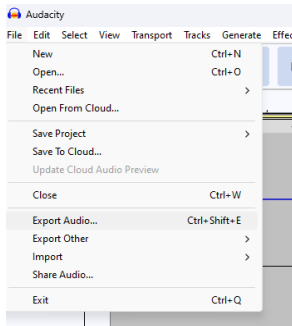 Audacity
File Edit Select View Transport Tracks Generate
New Ctrl+N
Open... Ctrl+O
Recent Files
Open From Cloud...
Save Project
Save To Cloud...
Update Cloud Audio Preview
Close Ctrl+W
Export Audio... Ctrl+Shift+E
Export Other
Import
Share Audio...
Exit Ctrl+Q